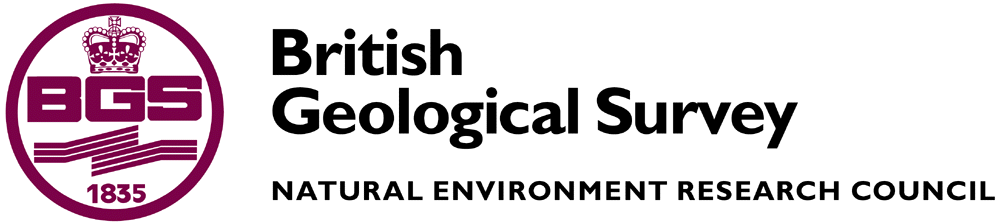 BGS
1835
British
Geological Survey
NATURAL ENVIRONMENT RESEARCH COUNCIL